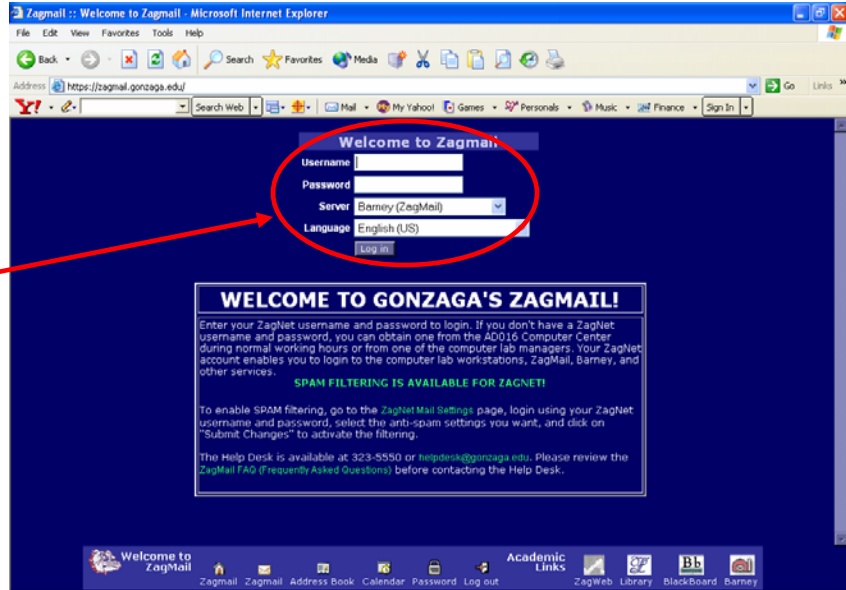 Zagmail :: Welcome to Zagmail - Microsoft Internet Explorer
File Edit View Favorites Tools Help
Back Search Favorites Media
Address https://zagmail.gonzaga.edu/ Go Links »
Y! Search Web Mail My Yahoo! Games Personals Music Finance Sign In
Welcome to Zagmail
Username
Password
Server Barney (ZagMail)
Language English (US)
Log in
WELCOME TO GONZAGA'S ZAGMAIL!
Enter your ZagNet username and password to login. If you don't have a ZagNet
username and password, you can obtain one from the AD016 Computer Center
during normal working hours or from one of the computer lab managers. Your ZagNet
account enables you to login to the computer lab workstations, ZagMail, Barney, and
other services.
SPAM FILTERING IS AVAILABLE FOR ZAGNET!
To enable SPAM filtering, go to the ZagNet Mail Settings page, login using your ZagNet
username and password, select the anti-spam settings you want, and click on
"Submit Changes" to activate the filtering.
The Help Desk is available at 323-5550 or helpdesk@gonzaga.edu. Please review the
ZagMail FAQ (Frequently Asked Questions) before contacting the Help Desk.
Welcome to
ZagMail
Zagmail Zagmail Address Book Calendar Password Log out
Academic
Links
Bb
ZagWeb Library BlackBoard Barney